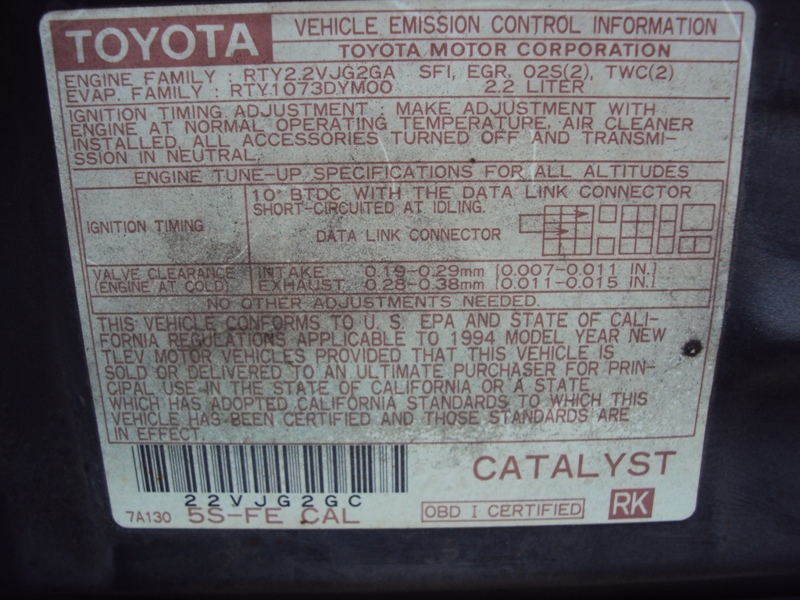 TOYOTA VEHICLE EMISSION CONTROL INFORMATION
TOYOTA MOTOR CORPORATION
ENGINE FAMILY : RTY2.2VJG2GA SFI, EGR, O2S(2), TWC(2)
EVAP. FAMILY : RTY1073DYM00 2.2 LITER
IGNITION TIMING ADJUSTMENT : MAKE ADJUSTMENT WITH
ENGINE AT NORMAL OPERATING TEMPERATURE, AIR CLEANER
INSTALLED, ALL ACCESSORIES TURNED OFF AND TRANSMI-
SSION IN NEUTRAL.
ENGINE TUNE-UP SPECIFICATIONS FOR ALL ALTITUDES
IGNITION TIMING
10° BTDC WITH THE DATA LINK CONNECTOR
SHORT-CIRCUITED AT IDLING.
DATA LINK CONNECTOR
VALVE CLEARANCE INTAKE: 0.19-0.29mm [0.007-0.011 IN.]
(ENGINE AT COLD) EXHAUST: 0.28-0.38mm [0.011-0.015 IN.]
NO OTHER ADJUSTMENTS NEEDED.
THIS VEHICLE CONFORMS TO U. S. EPA AND STATE OF CALI-
FORNIA REGULATIONS APPLICABLE TO 1994 MODEL YEAR NEW
TLEV MOTOR VEHICLES PROVIDED THAT THIS VEHICLE IS
SOLD OR DELIVERED TO AN ULTIMATE PURCHASER FOR PRIN-
CIPAL USE IN THE STATE OF CALIFORNIA OR A STATE
WHICH HAS ADOPTED CALIFORNIA STANDARDS TO WHICH THIS
VEHICLE HAS BEEN CERTIFIED AND THOSE STANDARDS ARE
IN EFFECT.
CATALYST
22VJG2GC
7A130 5S-FE CAL OBD I CERTIFIED RK